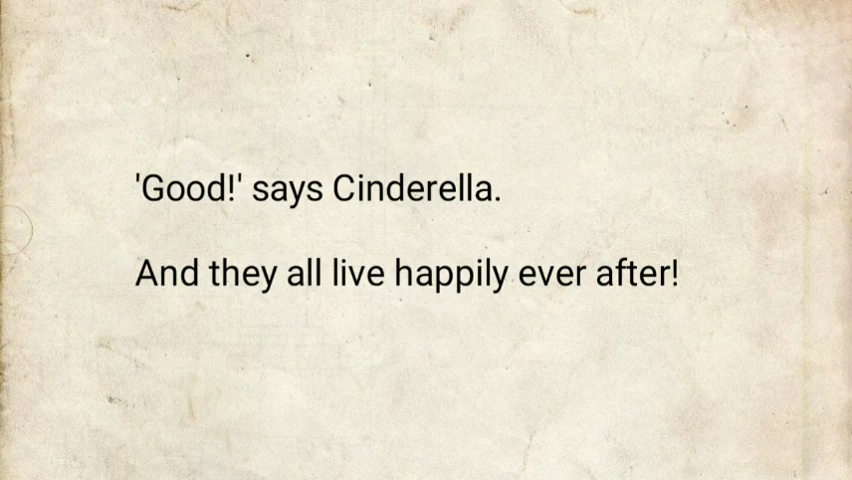 'Good!' says Cinderella.
And they all live happily ever after!